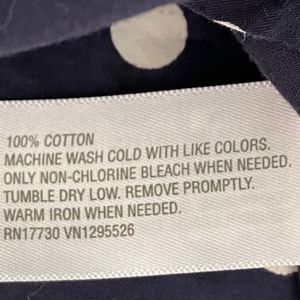 100% COTTON
MACHINE WASH COLD WITH LIKE COLORS.
ONLY NON-CHLORINE BLEACH WHEN NEEDED.
TUMBLE DRY LOW. REMOVE PROMPTLY.
WARM IRON WHEN NEEDED.
RN17730 VN1295526